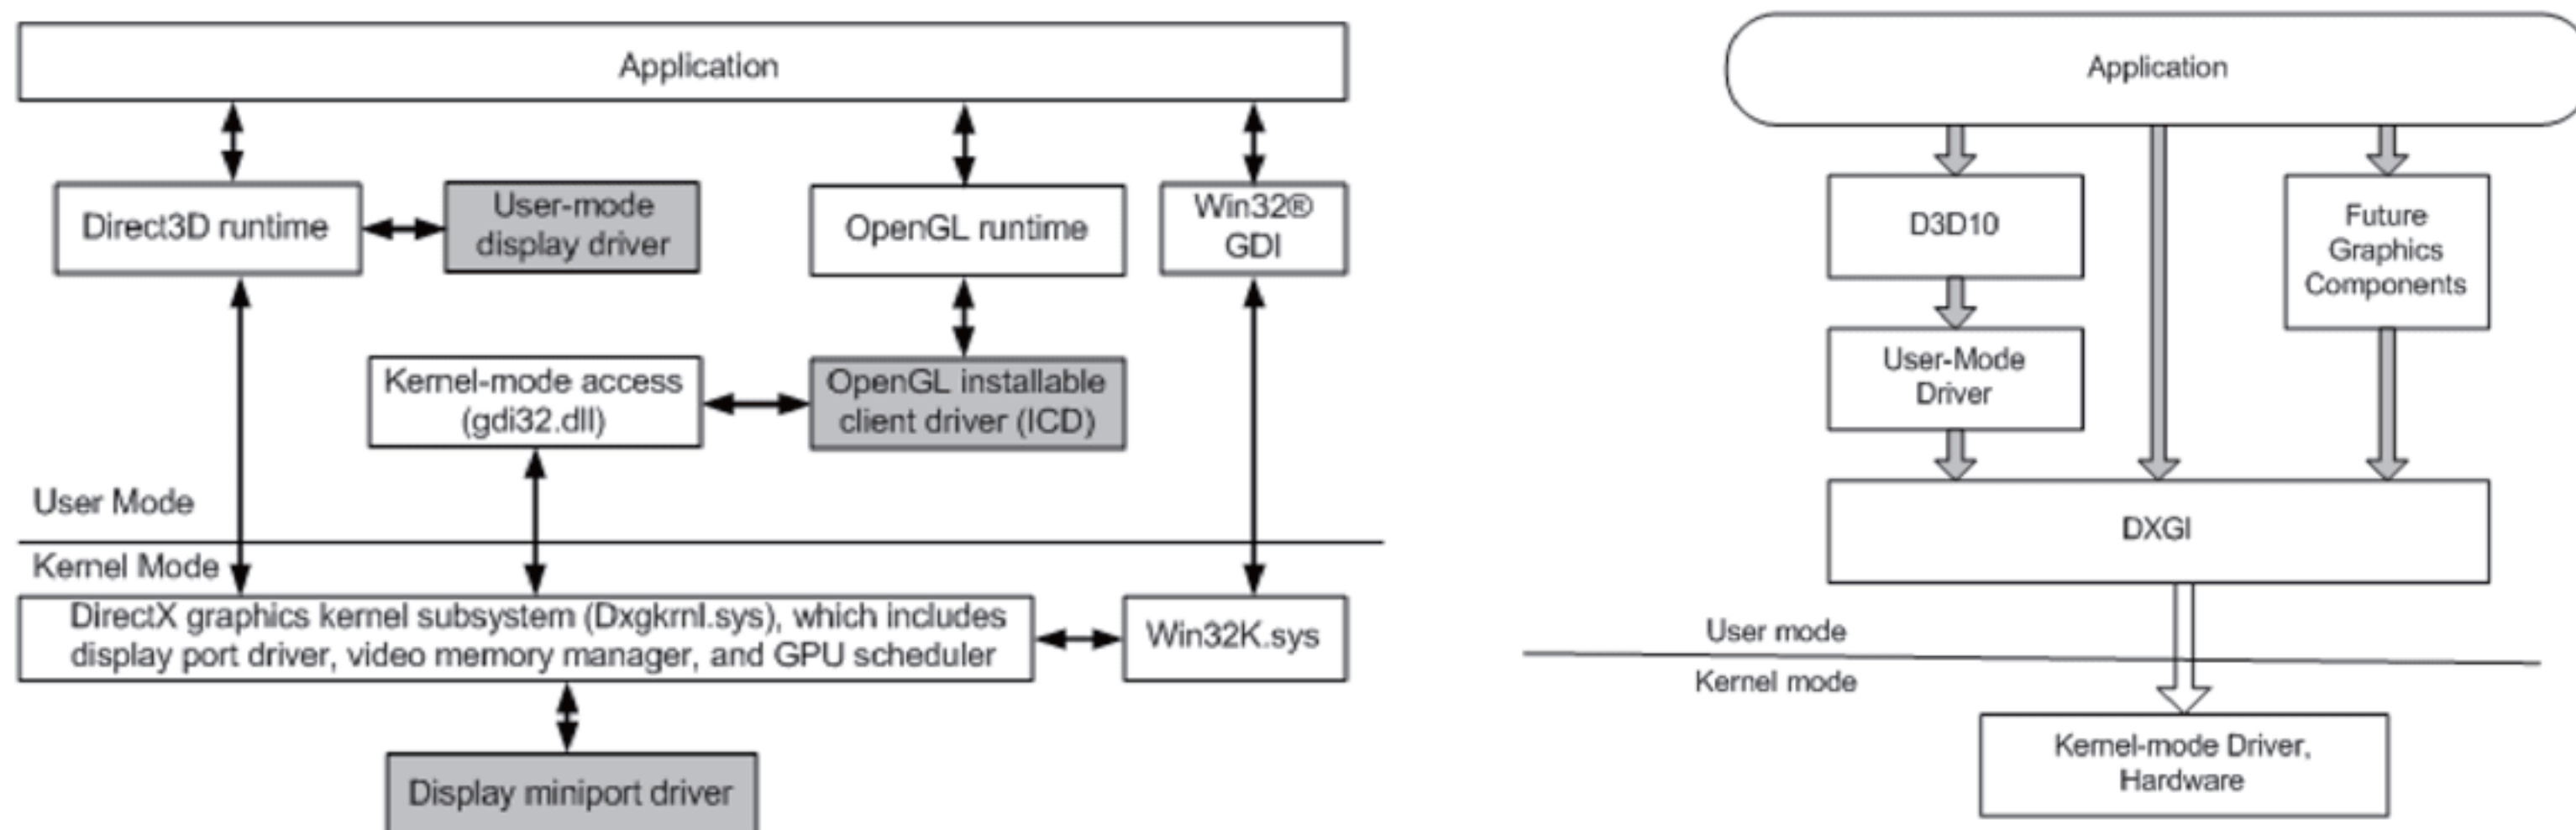 Application
Direct3D runtime
User-mode
display driver
OpenGL runtime
Win32®
GDI
Kernel-mode access
(gdi32.dll)
OpenGL installable
client driver (ICD)
User Mode
Kernel Mode
DirectX graphics kernel subsystem (Dxgkrnl.sys), which includes
display port driver, video memory manager, and GPU scheduler
Win32K.sys
Display miniport driver
Application
D3D10
Future
Graphics
Components
User-Mode
Driver
DXGI
User mode
Kernel mode
Kernel-mode Driver,
Hardware